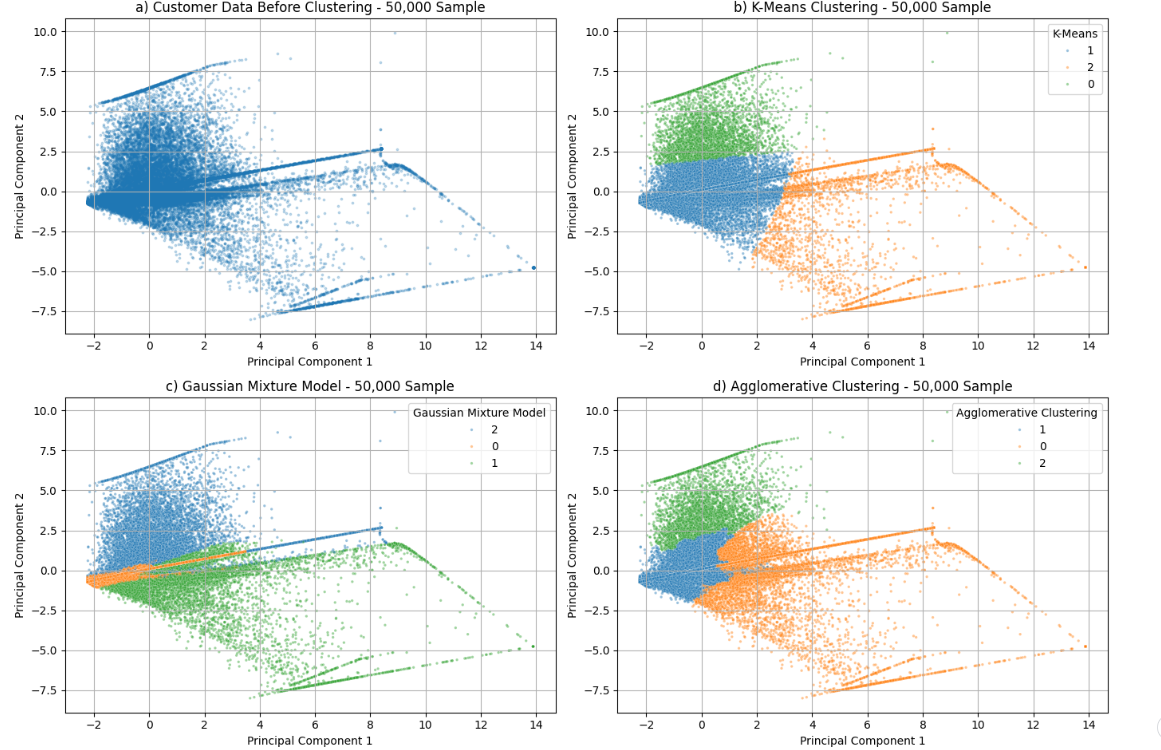 a) Customer Data Before Clustering - 50,000 Sample
10.0
7.5
5.0
2.5
0.0
−2.5
−5.0
−7.5
Principal Component 2
−2 0 2 4 6 8 10 12 14
Principal Component 1
b) K-Means Clustering - 50,000 Sample
K-Means
1
2
0
10.0
7.5
5.0
2.5
0.0
−2.5
−5.0
−7.5
Principal Component 2
−2 0 2 4 6 8 10 12 14
Principal Component 1
c) Gaussian Mixture Model - 50,000 Sample
Gaussian Mixture Model
2
0
1
10.0
7.5
5.0
2.5
0.0
−2.5
−5.0
−7.5
Principal Component 2
−2 0 2 4 6 8 10 12 14
Principal Component 1
d) Agglomerative Clustering - 50,000 Sample
Agglomerative Clustering
1
0
2
10.0
7.5
5.0
2.5
0.0
−2.5
−5.0
−7.5
Principal Component 2
−2 0 2 4 6 8 10 12 14
Principal Component 1